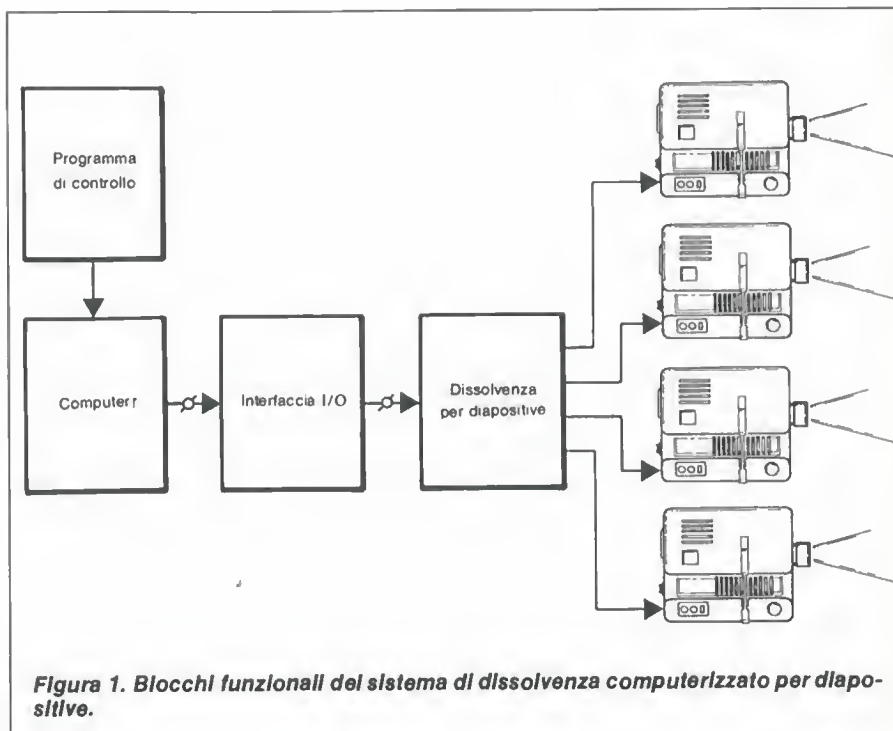 Programma
di controllo
Computerr
Interfaccia I/O
Dissolvenza
per diapositive
Figura 1. Blocchi funzionali del sistema di dissolvenza computerizzato per diapo-
sitive.